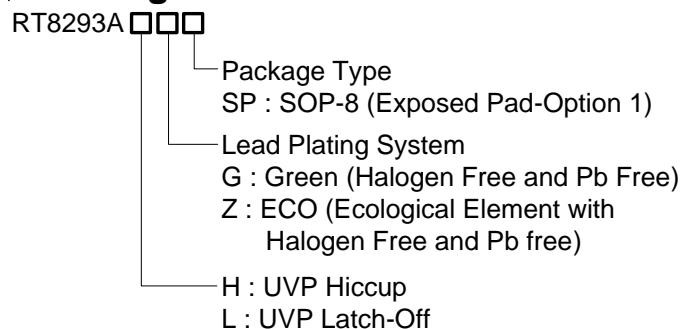 RT8293A
Package Type
SP : SOP-8 (Exposed Pad-Option 1)
Lead Plating System
G : Green (Halogen Free and Pb Free)
Z : ECO (Ecological Element with
Halogen Free and Pb free)
H : UVP Hiccup
L : UVP Latch-Off